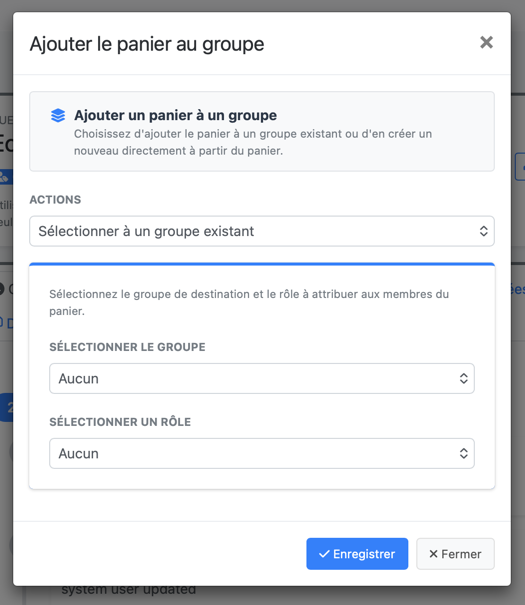 Ajouter le panier au groupe
Ajouter un panier à un groupe
Choisissez d'ajouter le panier à un groupe existant ou d'en créer un
nouveau directement à partir du panier.
ACTIONS
Sélectionner à un groupe existant
Sélectionnez le groupe de destination et le rôle à attribuer aux membres du
panier.
SÉLECTIONNER LE GROUPE
Aucun
SÉLECTIONNER UN RÔLE
Aucun
Enregistrer
Fermer
system user updated